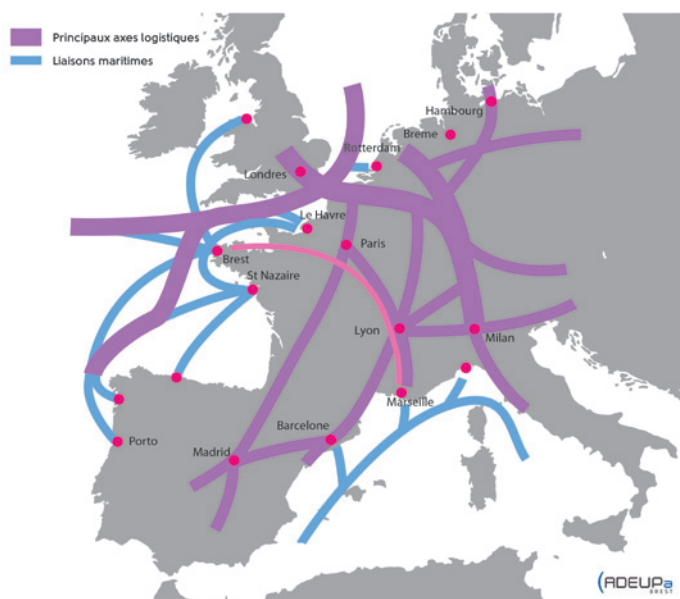 Principaux axes logistiques
Liaisons maritimes
Hambourg
Breme
Rotterdam
Londres
Le Havre
Paris
Brest
St Nazaire
Lyon
Milan
Marseille
Barcelone
Porto
Madrid
ADEUPa
BREST